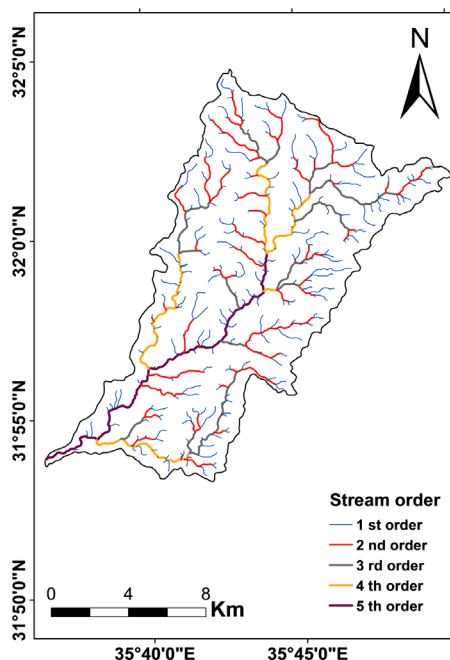 N
32°5'0"N
32°0'0"N
31°55'0"N
31°50'0"N
Stream order
1 st order
2 nd order
3 rd order
4 th order
5 th order
0 4 8
Km
35°40'0"E 35°45'0"E